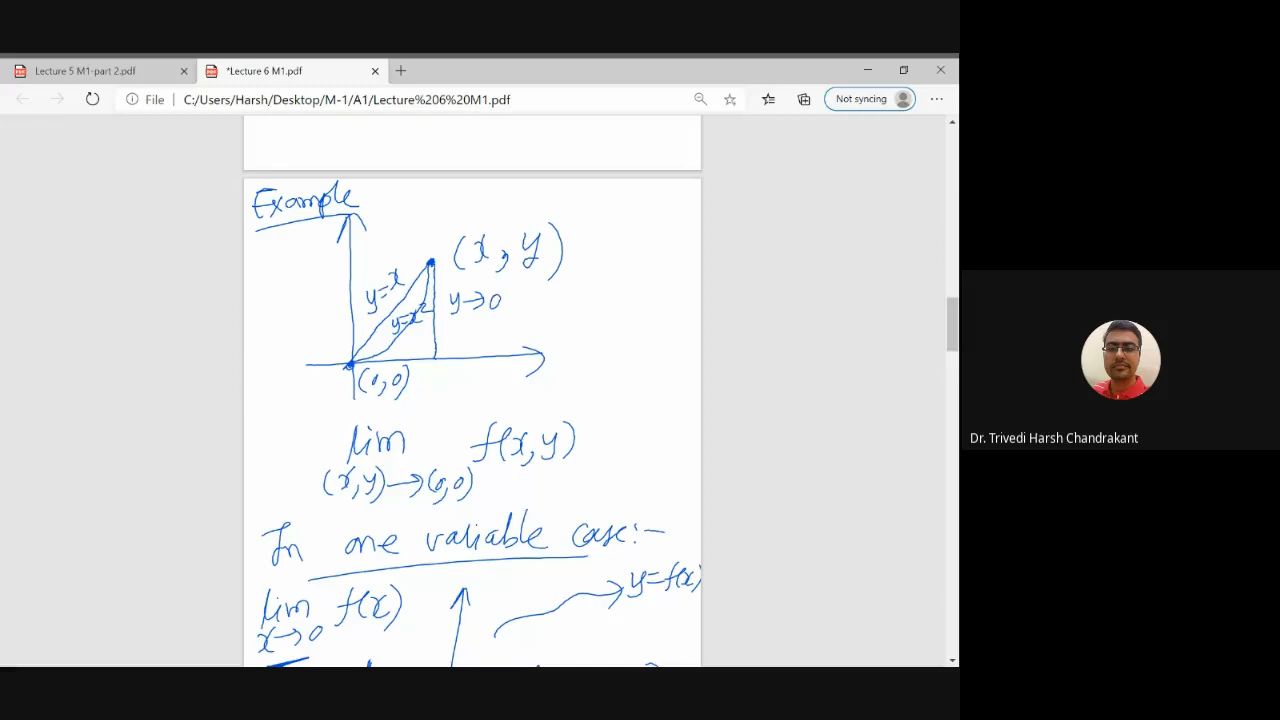 Lecture 5 M1-part 2.pdf
*Lecture 6 M1.pdf
File
C:/Users/Harsh/Desktop/M-1/A1/Lecture%206%20M1.pdf
Not syncing
Example
(x, y)
y=x
y→0
y=x²
(0,0)
lim f(x,y)
(x,y)→(0,0)
In one variable case:-
y=f(x)
lim f(x)
x→0
Dr. Trivedi Harsh Chandrakant